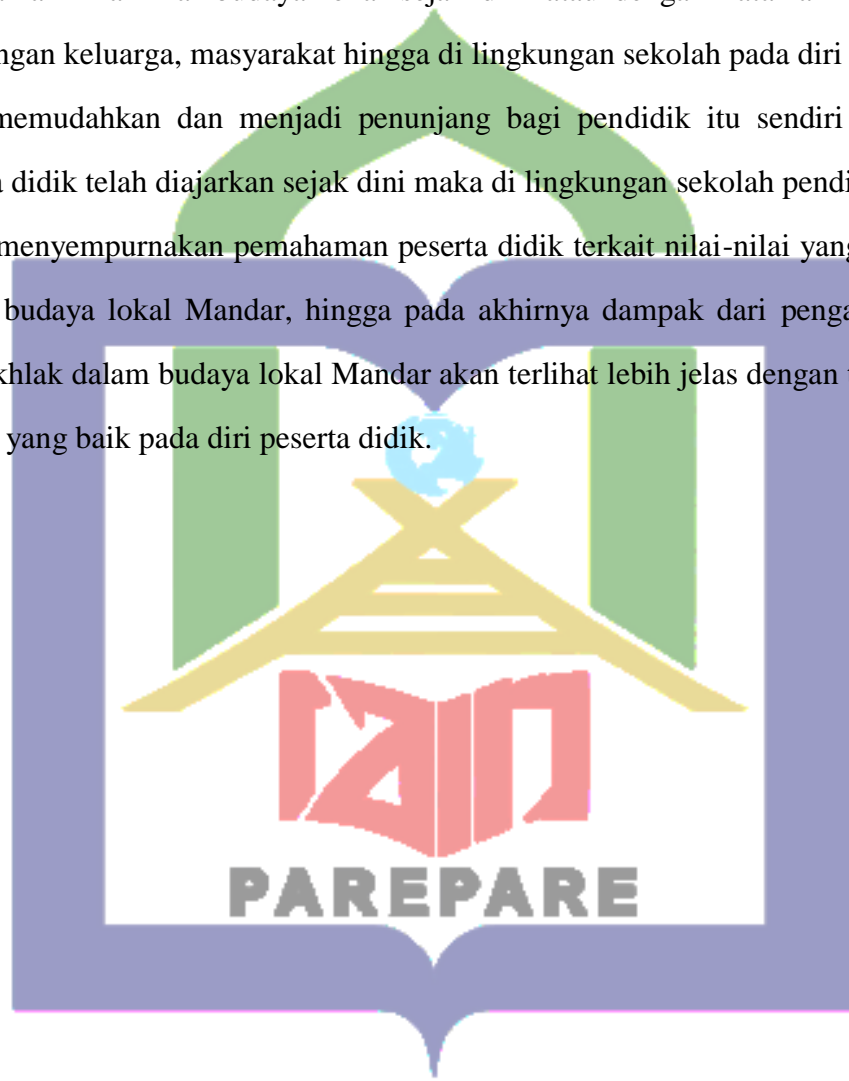 budaya
ngan keluarga, masyarakat hingga di lingkungan sekolah pada diri
memudahkan dan menjadi penunjang bagi pendidik itu sendiri
didik telah diajarkan sejak dini maka di lingkungan sekolah
menyempurnakan pemahaman peserta didik terkait nilai-nilai yang
budaya lokal Mandar, hingga pada akhirnya dampak dari
khlak dalam budaya lokal Mandar akan terlihat lebih jelas dengan
yang baik pada diri peserta didik.
iain
PAREPARE